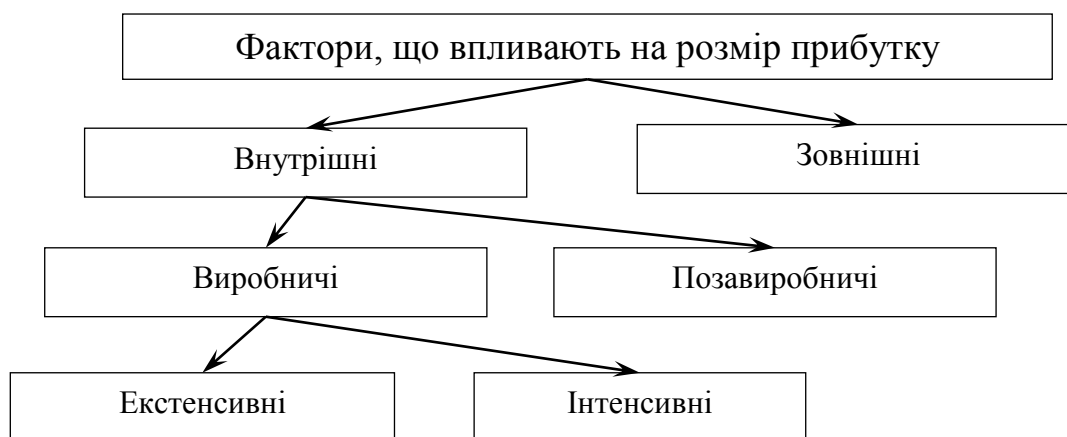 Фактори, що впливають на розмір прибутку
Внутрішні
Зовнішні
Виробничі
Позавиробничі
Екстенсивні
Інтенсивні